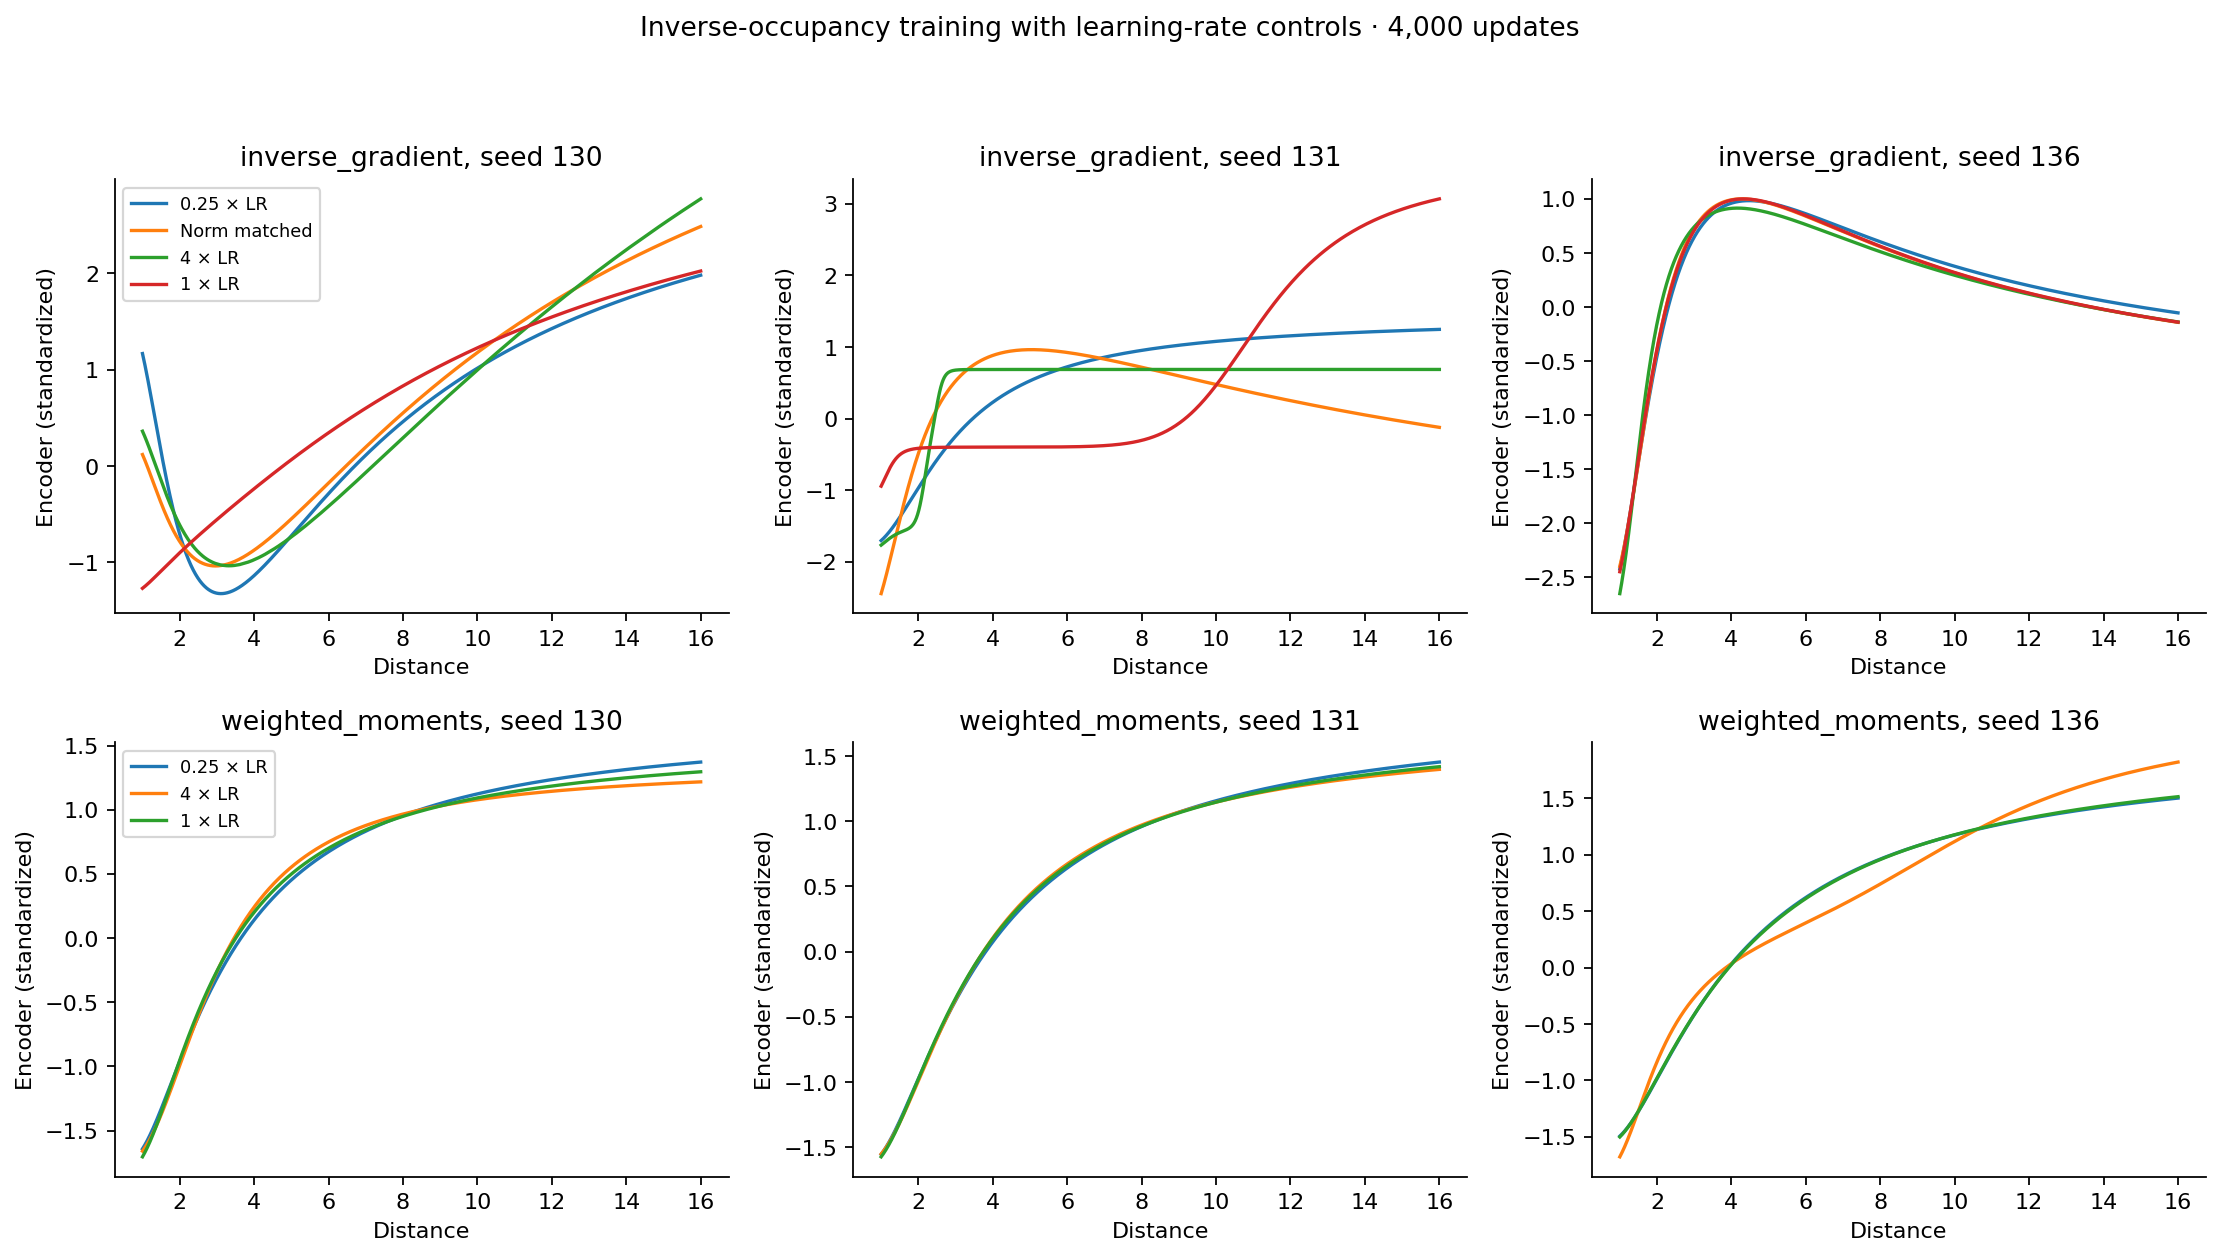 Inverse-occupancy training with learning-rate controls · 4,000 updates
inverse_gradient, seed 130
0.25 × LR
Norm matched
4 × LR
1 × LR
Encoder (standardized)
2
1
0
−1
2 4 6 8 10 12 14 16
Distance
inverse_gradient, seed 131
Encoder (standardized)
3
2
1
0
−1
−2
2 4 6 8 10 12 14 16
Distance
inverse_gradient, seed 136
Encoder (standardized)
1.0
0.5
0.0
−0.5
−1.0
−1.5
−2.0
−2.5
2 4 6 8 10 12 14 16
Distance
weighted_moments, seed 130
0.25 × LR
4 × LR
1 × LR
Encoder (standardized)
1.5
1.0
0.5
0.0
−0.5
−1.0
−1.5
2 4 6 8 10 12 14 16
Distance
weighted_moments, seed 131
Encoder (standardized)
1.5
1.0
0.5
0.0
−0.5
−1.0
−1.5
2 4 6 8 10 12 14 16
Distance
weighted_moments, seed 136
Encoder (standardized)
1.5
1.0
0.5
0.0
−0.5
−1.0
−1.5
2 4 6 8 10 12 14 16
Distance